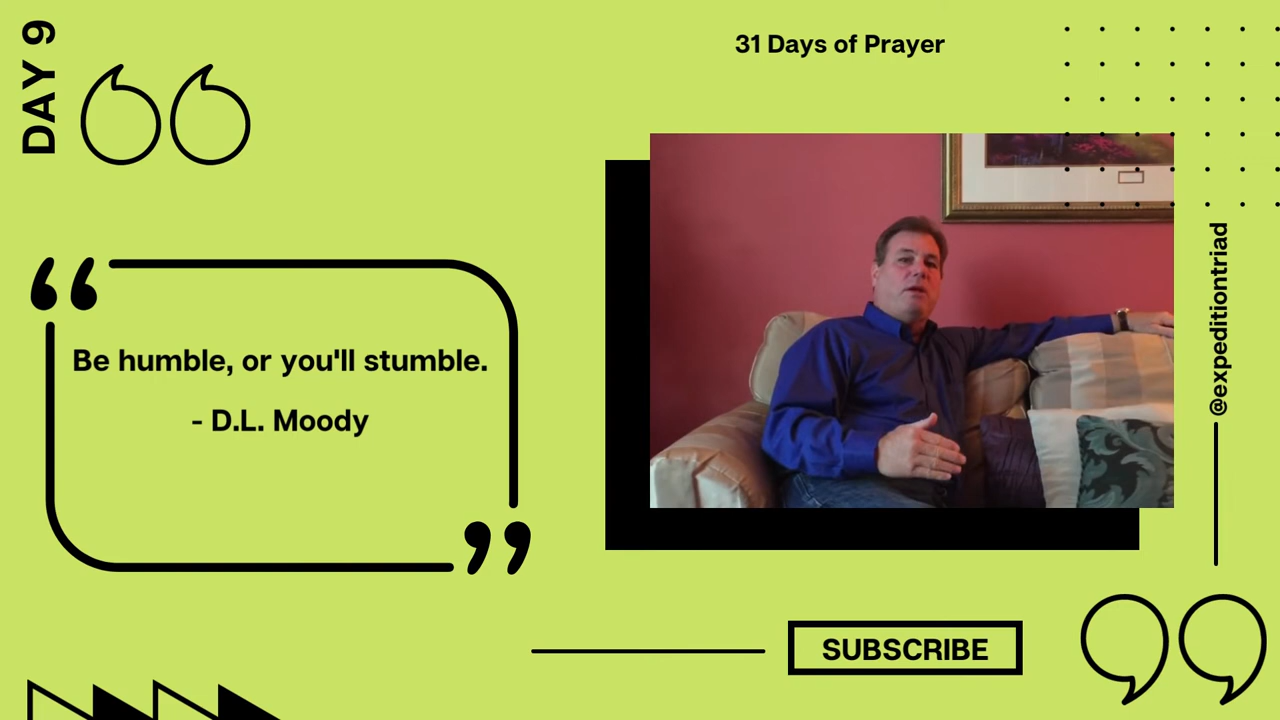 DAY 9
31 Days of Prayer
Be humble, or you'll stumble.
- D.L. Moody
@expeditiontriad
SUBSCRIBE